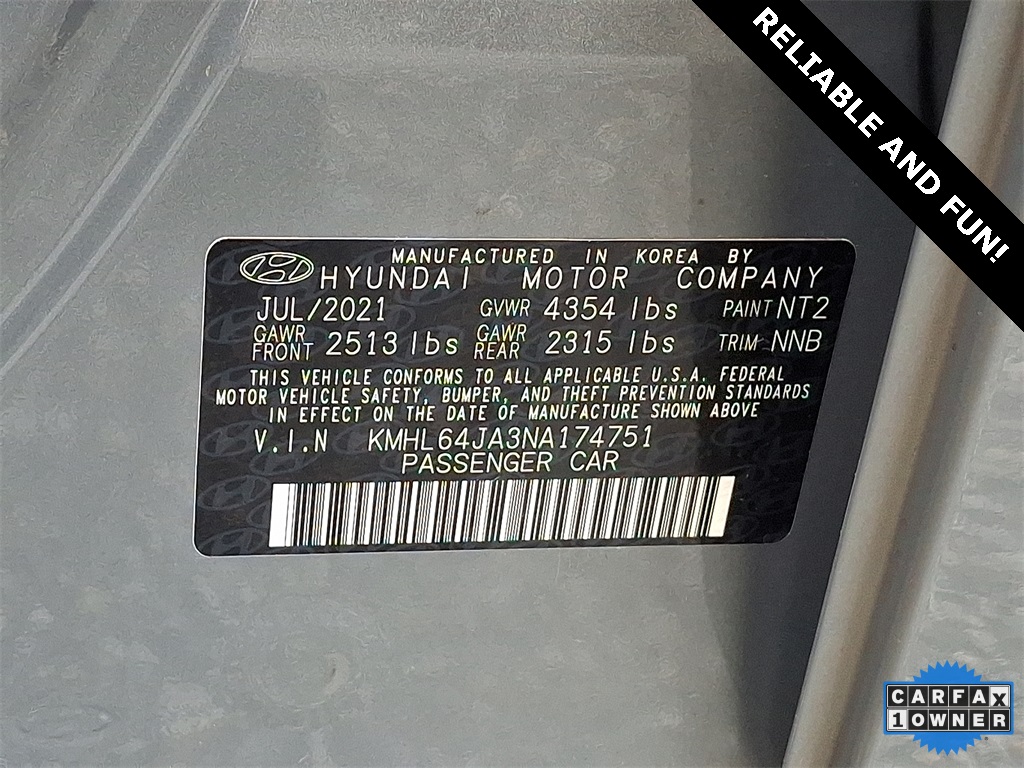 RELIABLE AND FUN!
MANUFACTURED IN KOREA BY
HYUNDAI MOTOR COMPANY
JUL/2021 GVWR 4354 lbs PAINT NT2
GAWR FRONT 2513 lbs GAWR REAR 2315 lbs TRIM NNB
THIS VEHICLE CONFORMS TO ALL APPLICABLE U.S.A. FEDERAL
MOTOR VEHICLE SAFETY, BUMPER, AND THEFT PREVENTION STANDARDS
IN EFFECT ON THE DATE OF MANUFACTURE SHOWN ABOVE
V.I.N KMHL64JA3NA174751
PASSENGER CAR
CARFAX
1 OWNER